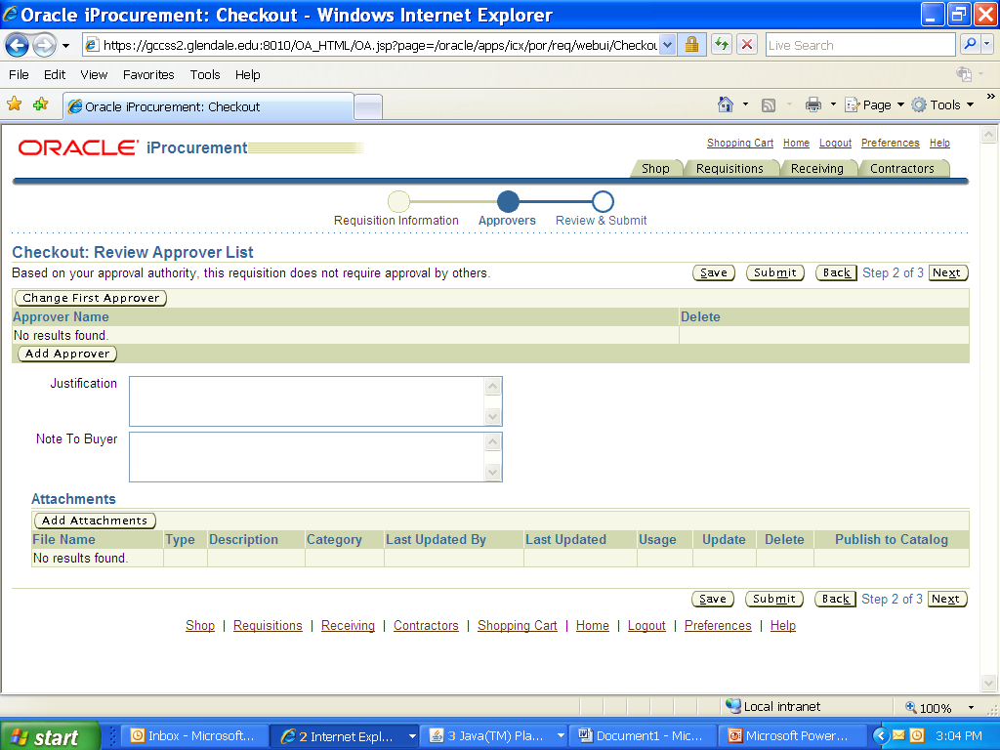 Oracle iProcurement: Checkout - Windows Internet Explorer
https://gccss2.glendale.edu:8010/OA_HTML/OA.jsp?page=/oracle/apps/icx/por/req/webui/Checkou
Live Search
File Edit View Favorites Tools Help
Oracle iProcurement: Checkout
Page Tools »
ORACLE iProcurement
Shopping Cart Home Logout Preferences Help
Shop Requisitions Receiving Contractors
Requisition Information Approvers Review & Submit
Checkout: Review Approver List
Based on your approval authority, this requisition does not require approval by others. Save Submit Back Step 2 of 3 Next
Change First Approver
Approver Name Delete
No results found.
Add Approver
Justification
Note To Buyer
Attachments
Add Attachments
File Name Type Description Category Last Updated By Last Updated Usage Update Delete Publish to Catalog
No results found.
Save Submit Back Step 2 of 3 Next
Shop | Requisitions | Receiving | Contractors | Shopping Cart | Home | Logout | Preferences | Help
Local intranet 100%
start Inbox - Microsoft... 2 Internet Expl... 3 Java(TM) Pla... Document1 - Mic... Microsoft Power... 3:04 PM